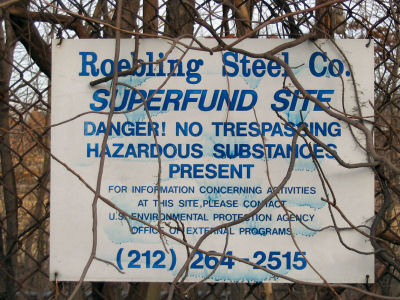 Roebling Steel Co.
SUPERFUND SITE
DANGER! NO TRESPASSING
HAZARDOUS SUBSTANCES
PRESENT
FOR INFORMATION CONCERNING ACTIVITIES
AT THIS SITE, PLEASE CONTACT
U.S. ENVIRONMENTAL PROTECTION AGENCY
OFFICE OF EXTERNAL PROGRAMS
(212) 264-2515